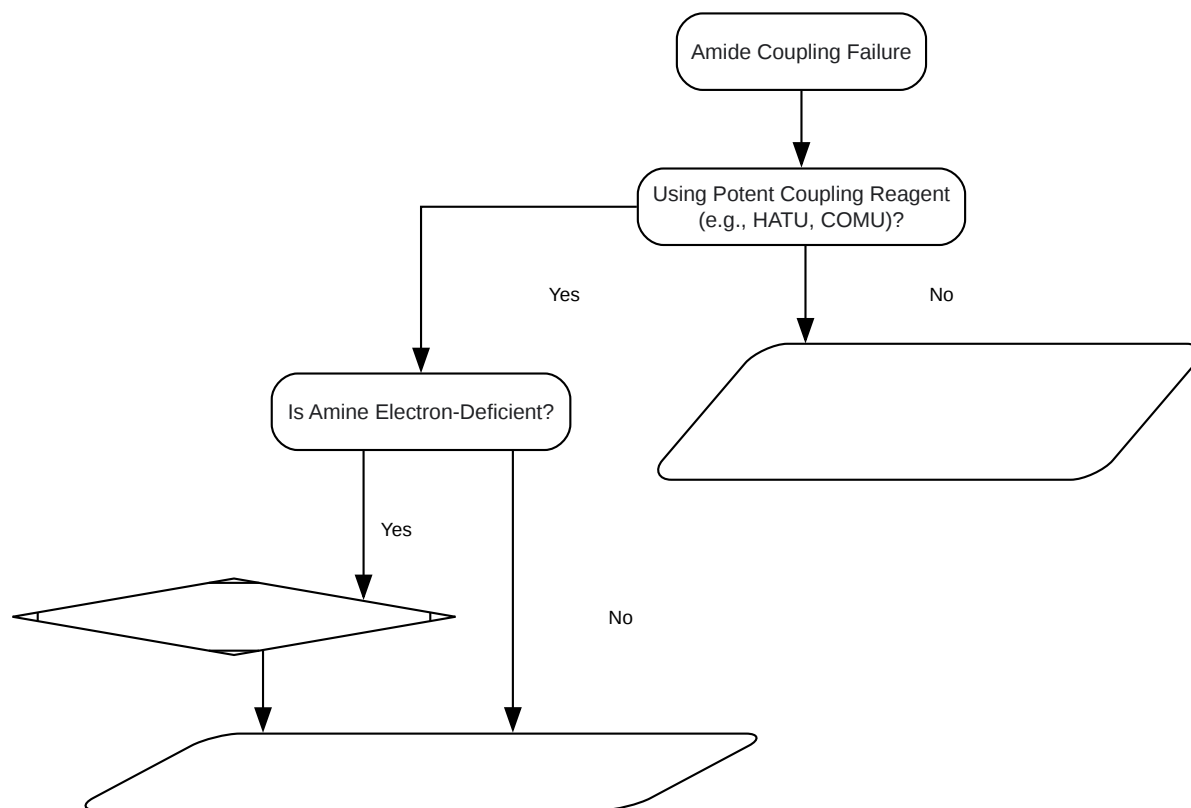 Amide Coupling Failure
Using Potent Coupling Reagent
(e.g., HATU, COMU)?
Yes
No
Is Amine Electron-Deficient?
Yes
No